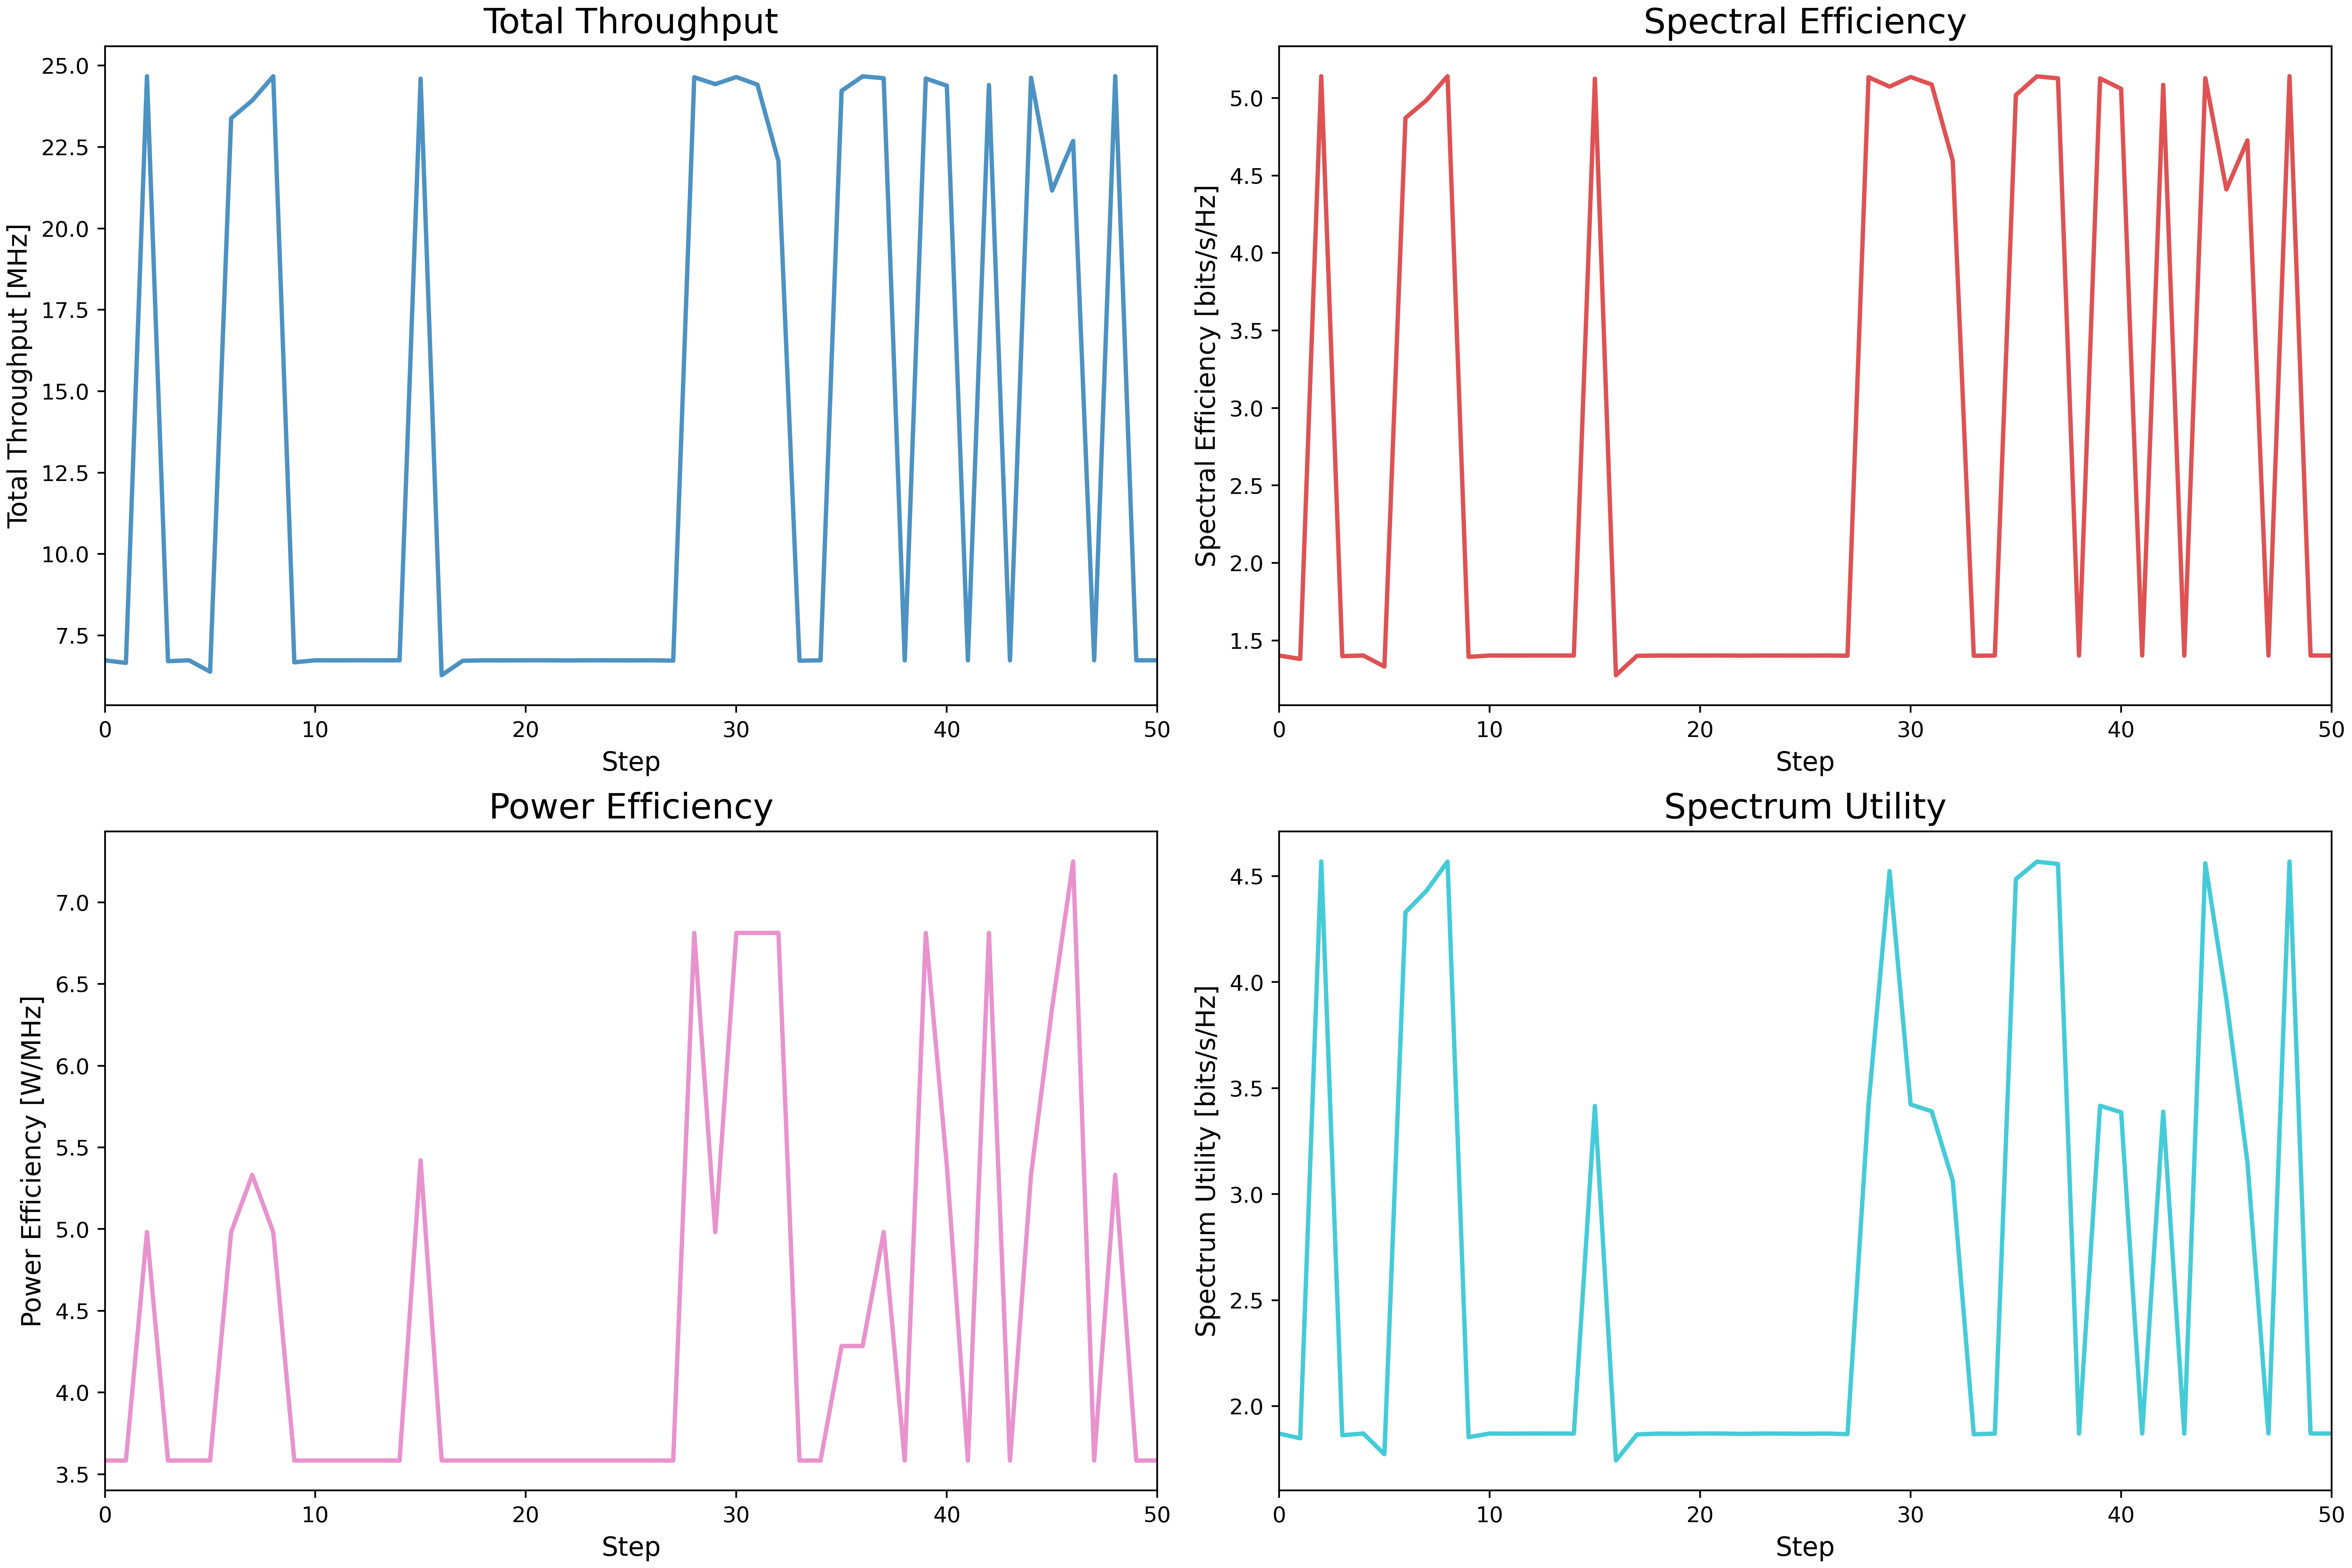 Total Throughput
Total Throughput [MHz]
25.0
22.5
20.0
17.5
15.0
12.5
10.0
7.5
0 10 20 30 40 50
Step
Spectral Efficiency
Spectral Efficiency [bits/s/Hz]
5.0
4.5
4.0
3.5
3.0
2.5
2.0
1.5
0 10 20 30 40 50
Step
Power Efficiency
Power Efficiency [W/MHz]
7.0
6.5
6.0
5.5
5.0
4.5
4.0
3.5
0 10 20 30 40 50
Step
Spectrum Utility
Spectrum Utility [bits/s/Hz]
4.5
4.0
3.5
3.0
2.5
2.0
0 10 20 30 40 50
Step